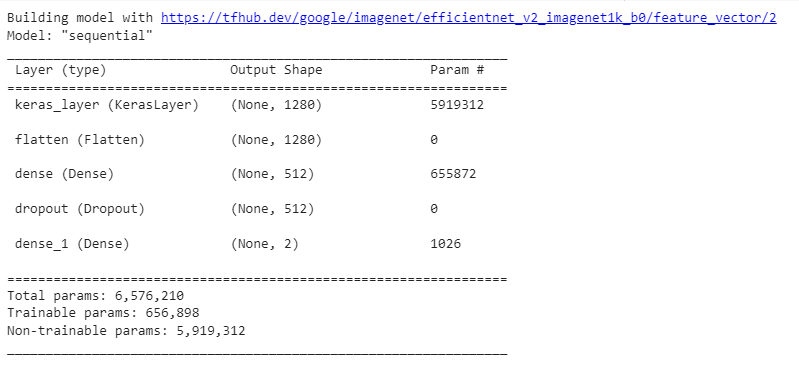 Building model with https://tfhub.dev/google/imagenet/efficientnet_v2_imagenet1k_b0/feature_vector/2
Model: "sequential"
_________________________________________________________________
Layer (type) Output Shape Param #
=================================================================
keras_layer (KerasLayer) (None, 1280) 5919312
flatten (Flatten) (None, 1280) 0
dense (Dense) (None, 512) 655872
dropout (Dropout) (None, 512) 0
dense_1 (Dense) (None, 2) 1026
=================================================================
Total params: 6,576,210
Trainable params: 656,898
Non-trainable params: 5,919,312
_________________________________________________________________